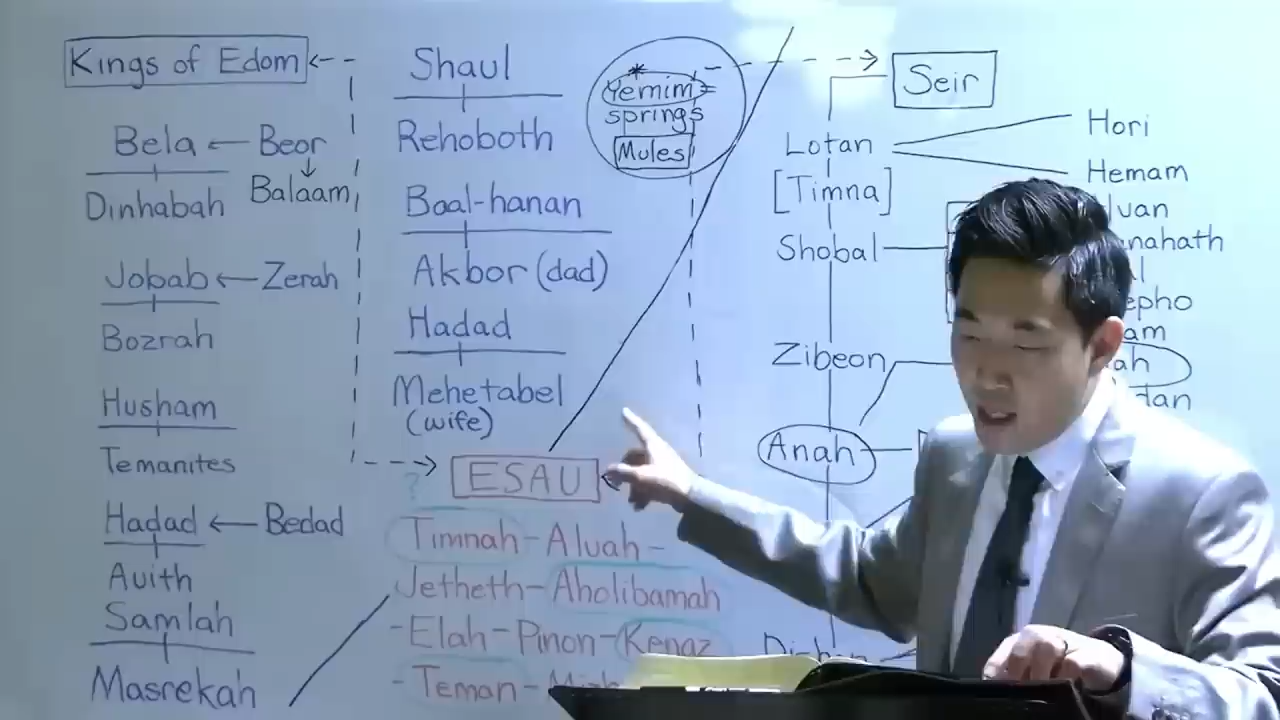 Kings of Edom
Bela ← Beor
Balaam
Dinhabah
Jobab ← Zerah
Bozrah
Husham
Temanites
Hadad ← Bedad
Avith
Samlah
Masrekah
Shaul
Rehoboth
Baal-hanan
Akbor (dad)
Hadad
Mehetabel
(wife)
*
Yemim =
springs
Mules
?
ESAU
Timnah - Aluah -
Jetheth - Aholibamah
- Elah - Pinon - Kenaz
- Teman -
Seir
Lotan
Hori
Hemam
[Timna]
Shobal
Zibeon
Anah